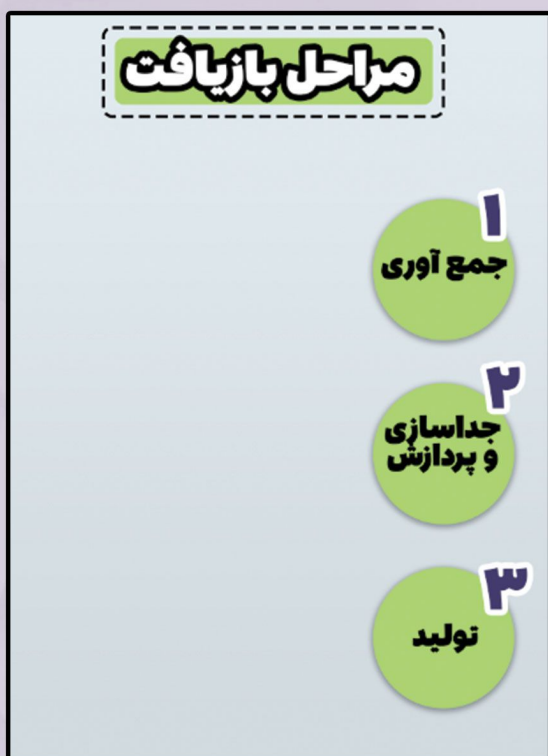 مراحل بازیافت
۱
جمع آوری
۲
جداسازی
و پردازش
۳
تولید